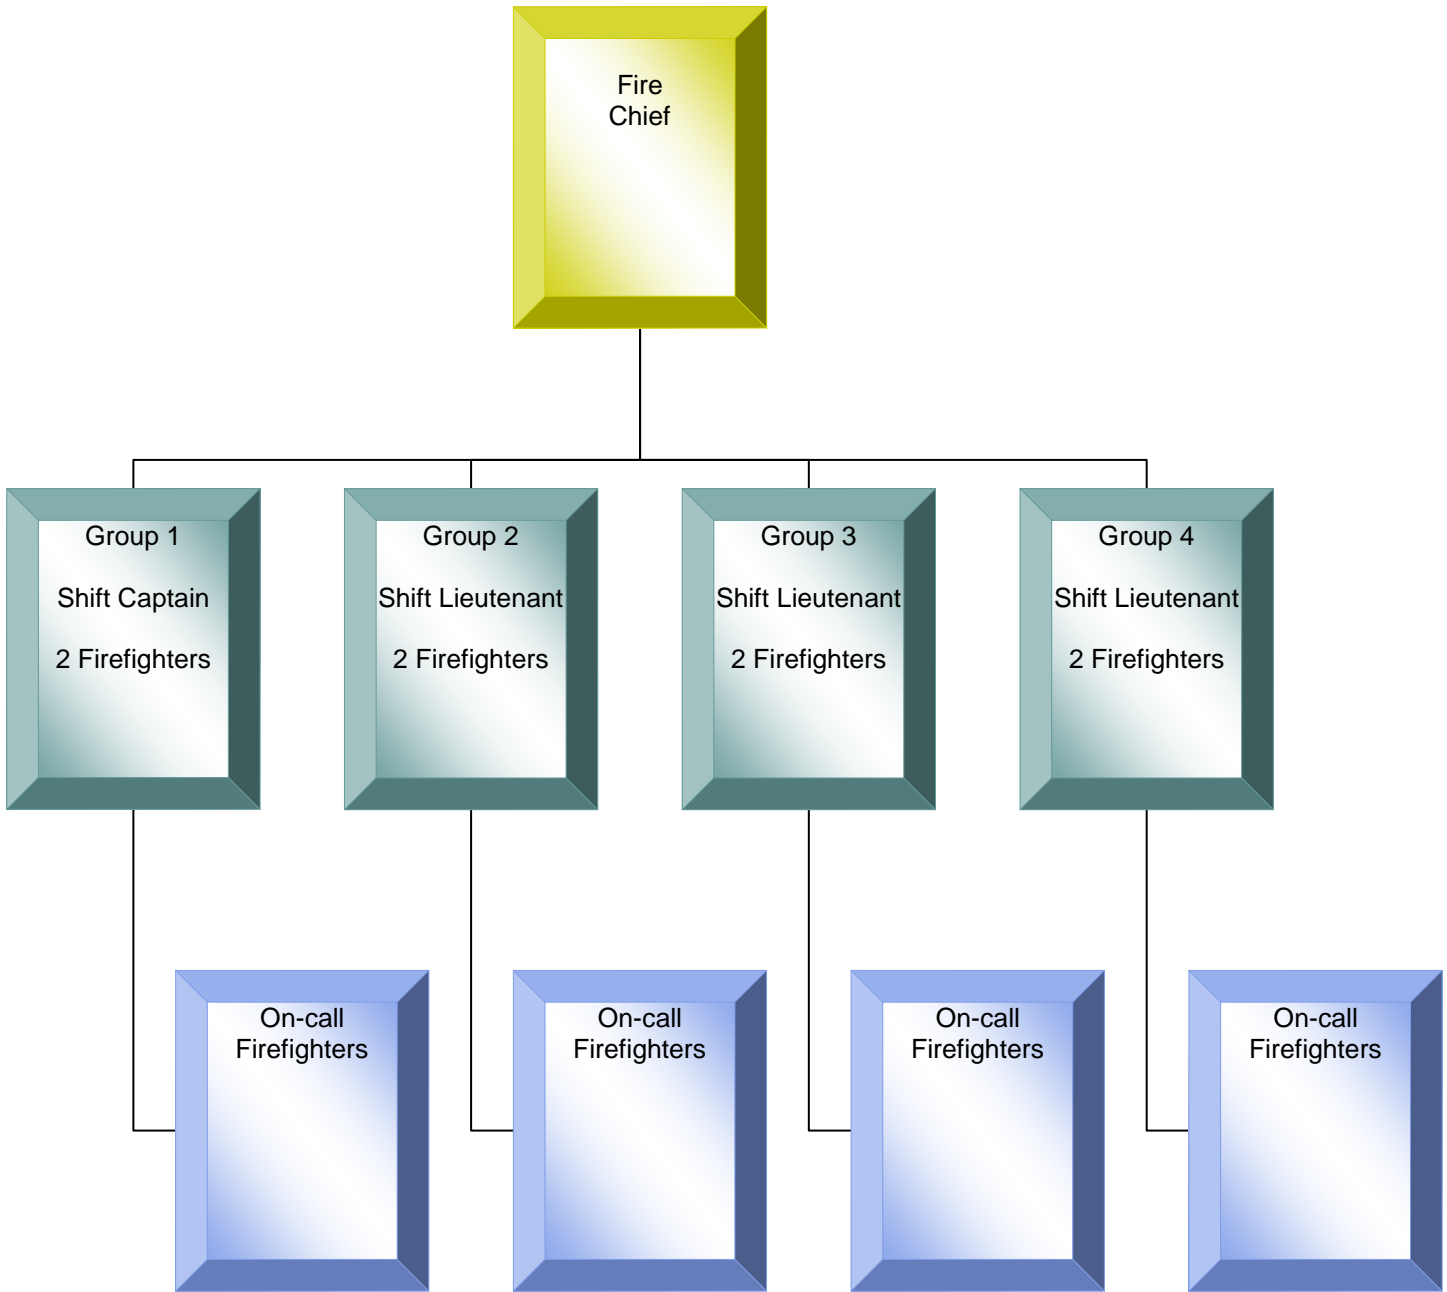 Fire
Chief
Group 1
Shift Captain
2 Firefighters
Group 2
Shift Lieutenant
2 Firefighters
Group 3
Shift Lieutenant
2 Firefighters
Group 4
Shift Lieutenant
2 Firefighters
On-call
Firefighters
On-call
Firefighters
On-call
Firefighters
On-call
Firefighters